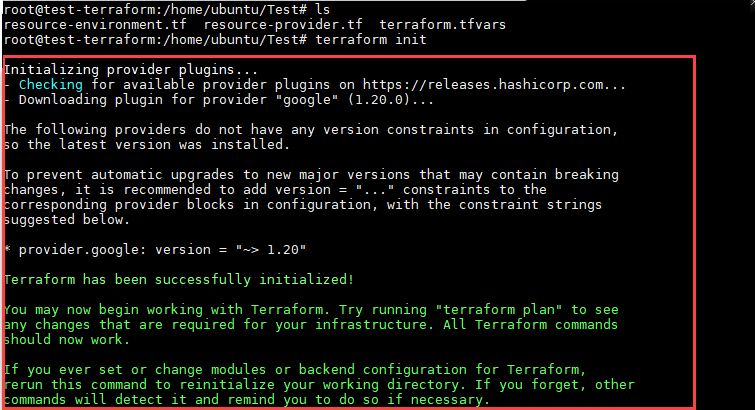 root@test-terraform:/home/ubuntu/Test# ls
resource-environment.tf  resource-provider.tf  terraform.tfvars
root@test-terraform:/home/ubuntu/Test# terraform init
Initializing provider plugins...
- Checking for available provider plugins on https://releases.hashicorp.com...
- Downloading plugin for provider "google" (1.20.0)...
The following providers do not have any version constraints in configuration,
so the latest version was installed.
To prevent automatic upgrades to new major versions that may contain breaking
changes, it is recommended to add version = "..." constraints to the
corresponding provider blocks in configuration, with the constraint strings
suggested below.
* provider.google: version = "~> 1.20"
Terraform has been successfully initialized!
You may now begin working with Terraform. Try running "terraform plan" to see
any changes that are required for your infrastructure. All Terraform commands
should now work.
If you ever set or change modules or backend configuration for Terraform,
rerun this command to reinitialize your working directory. If you forget, other
commands will detect it and remind you to do so if necessary.